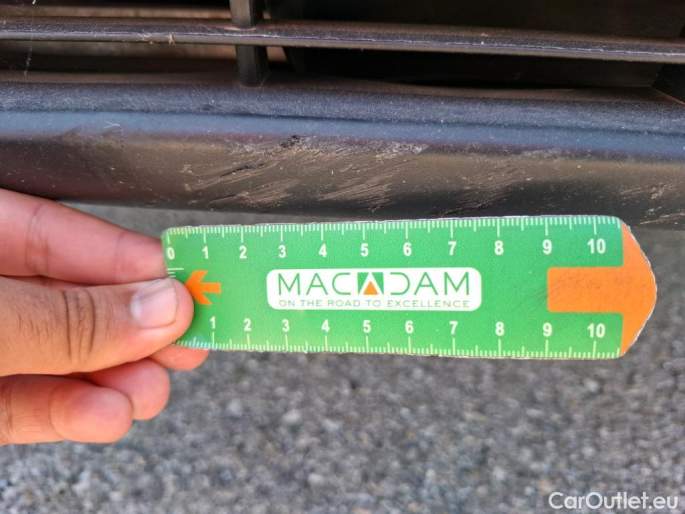 0 1 2 3 4 5 6 7 8 9 10
MACADAM
ON THE ROAD TO EXCELLENCE
1 2 3 4 5 6 7 8 9 10
CarOutlet.eu